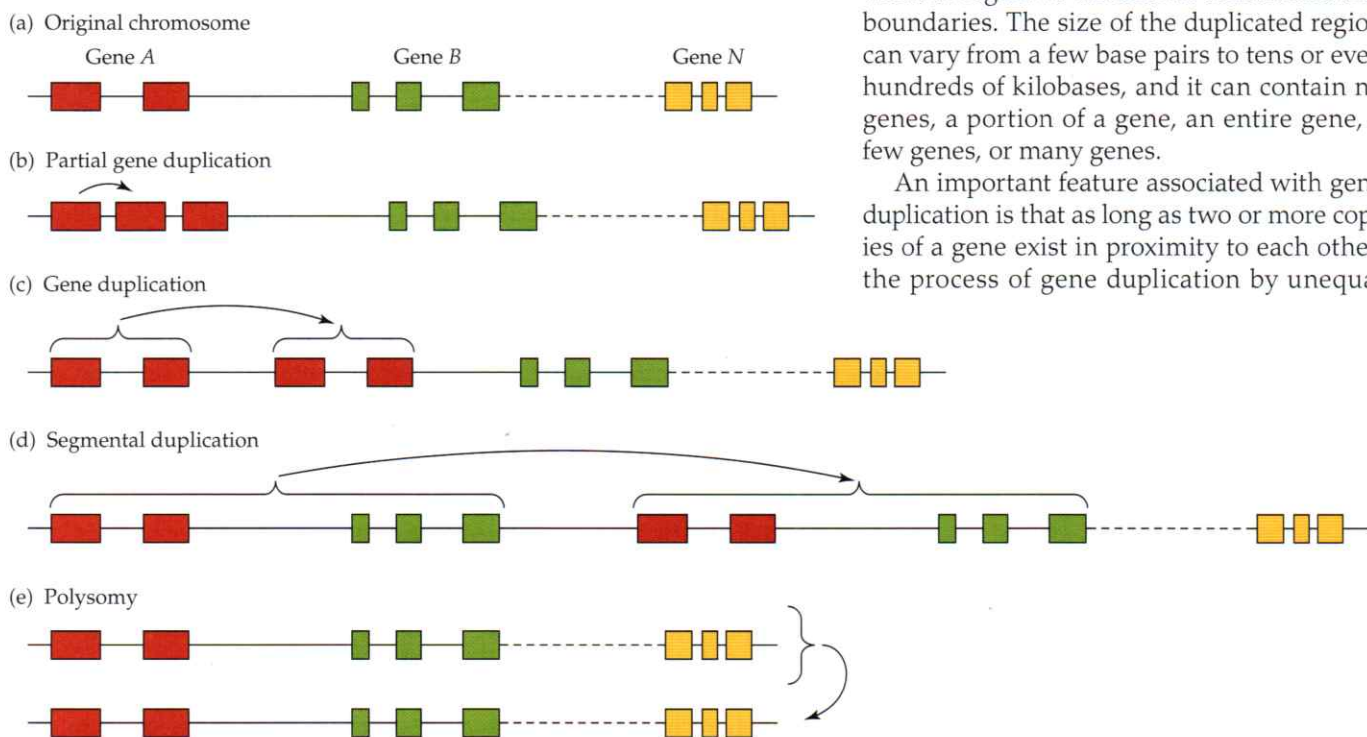 (a) Original chromosome
Gene A
Gene B
Gene N
(b) Partial gene duplication
(c) Gene duplication
(d) Segmental duplication
(e) Polysomy
boundaries. The size of the duplicated regio
can vary from a few base pairs to tens or eve
hundreds of kilobases, and it can contain n
genes, a portion of a gene, an entire gene,
few genes, or many genes.
An important feature associated with gen
duplication is that as long as two or more cop-
ies of a gene exist in proximity to each othe
the process of gene duplication by unequa